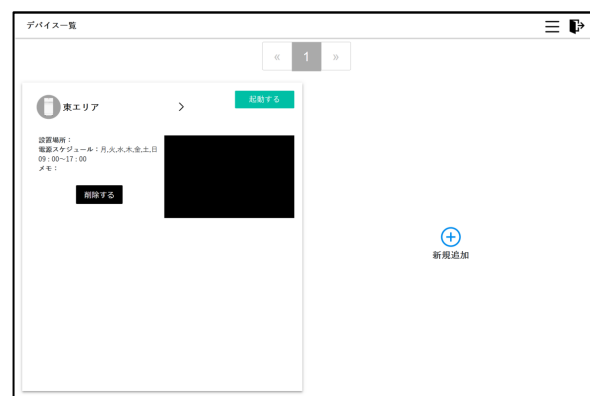 デバイス一覧
« 1 »
東エリア
起動する
設置場所：
電源スケジュール：月,火,水,木,金,土,日
09：00～17：00
メモ：
削除する
新規追加